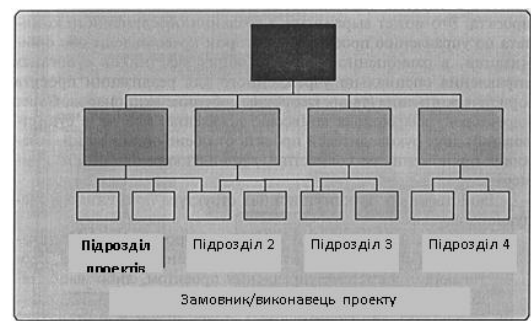 Підрозділ
проектів
Підрозділ 2
Підрозділ 3
Підрозділ 4
Замовник/виконавець проекту